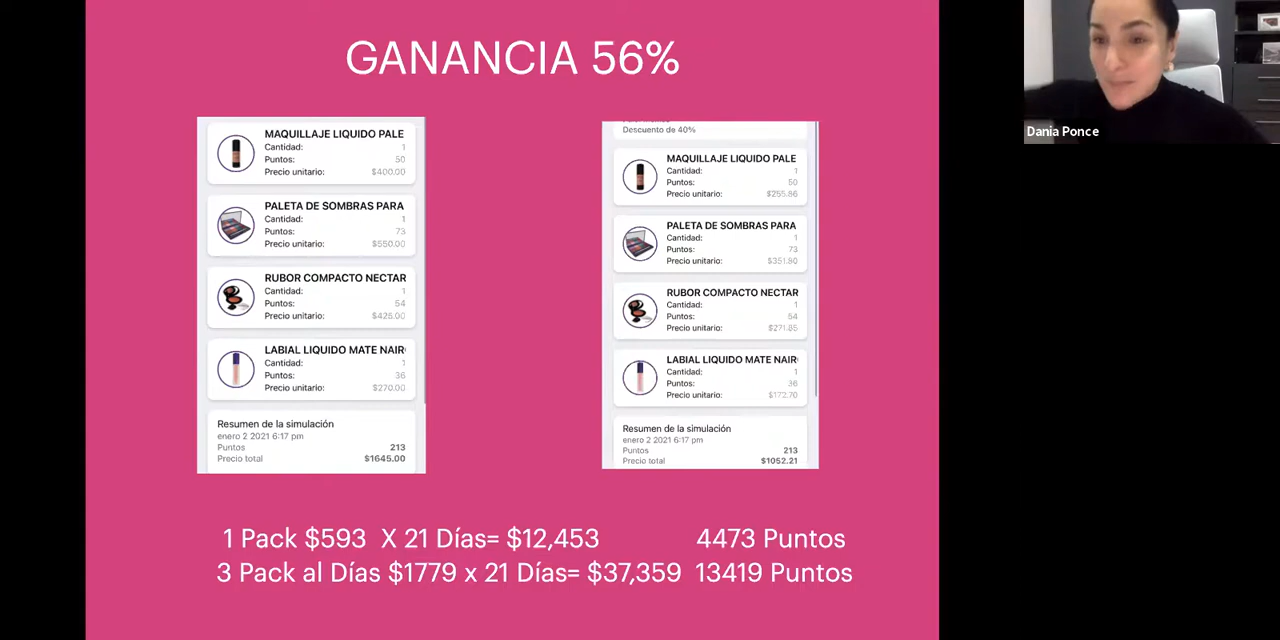 GANANCIA 56%
MAQUILLAJE LIQUIDO PALE
Cantidad: 1
Puntos: 50
Precio unitario: $400.00
PALETA DE SOMBRAS PARA
Cantidad: 1
Puntos: 73
Precio unitario: $550.00
RUBOR COMPACTO NECTAR
Cantidad: 1
Puntos: 54
Precio unitario: $425.00
LABIAL LIQUIDO MATE NAIR
Cantidad: 1
Puntos: 36
Precio unitario: $270.00
Resumen de la simulación
enero 2 2021 6:17 pm
Puntos 213
Precio total $1645.00
Descuento de 40%
MAQUILLAJE LIQUIDO PALE
Cantidad: 1
Puntos: 50
Precio unitario: $255.86
PALETA DE SOMBRAS PARA
Cantidad: 1
Puntos: 73
Precio unitario: $351.80
RUBOR COMPACTO NECTAR
Cantidad: 1
Puntos: 54
Precio unitario: $271.85
LABIAL LIQUIDO MATE NAIR
Cantidad: 1
Puntos: 36
Precio unitario: $172.70
Resumen de la simulación
enero 2 2021 6:17 pm
Puntos 213
Precio total $1052.21
1 Pack $593 X 21 Días= $12,453 4473 Puntos
3 Pack al Días $1779 x 21 Días= $37,359 13419 Puntos
Dania Ponce